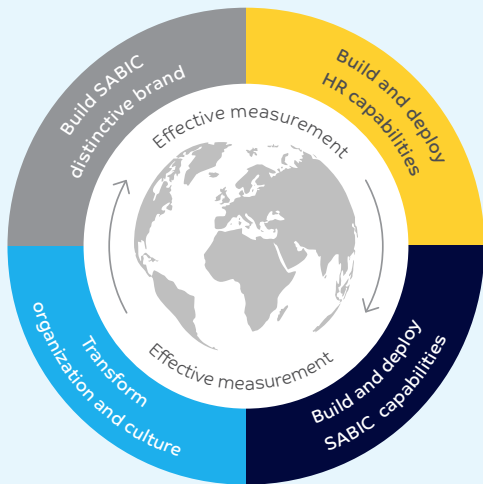 Build SABIC
distinctive brand
Build and deploy
HR capabilities
Effective measurement
Effective measurement
Transform
organization and culture
Build and deploy
SABIC capabilities